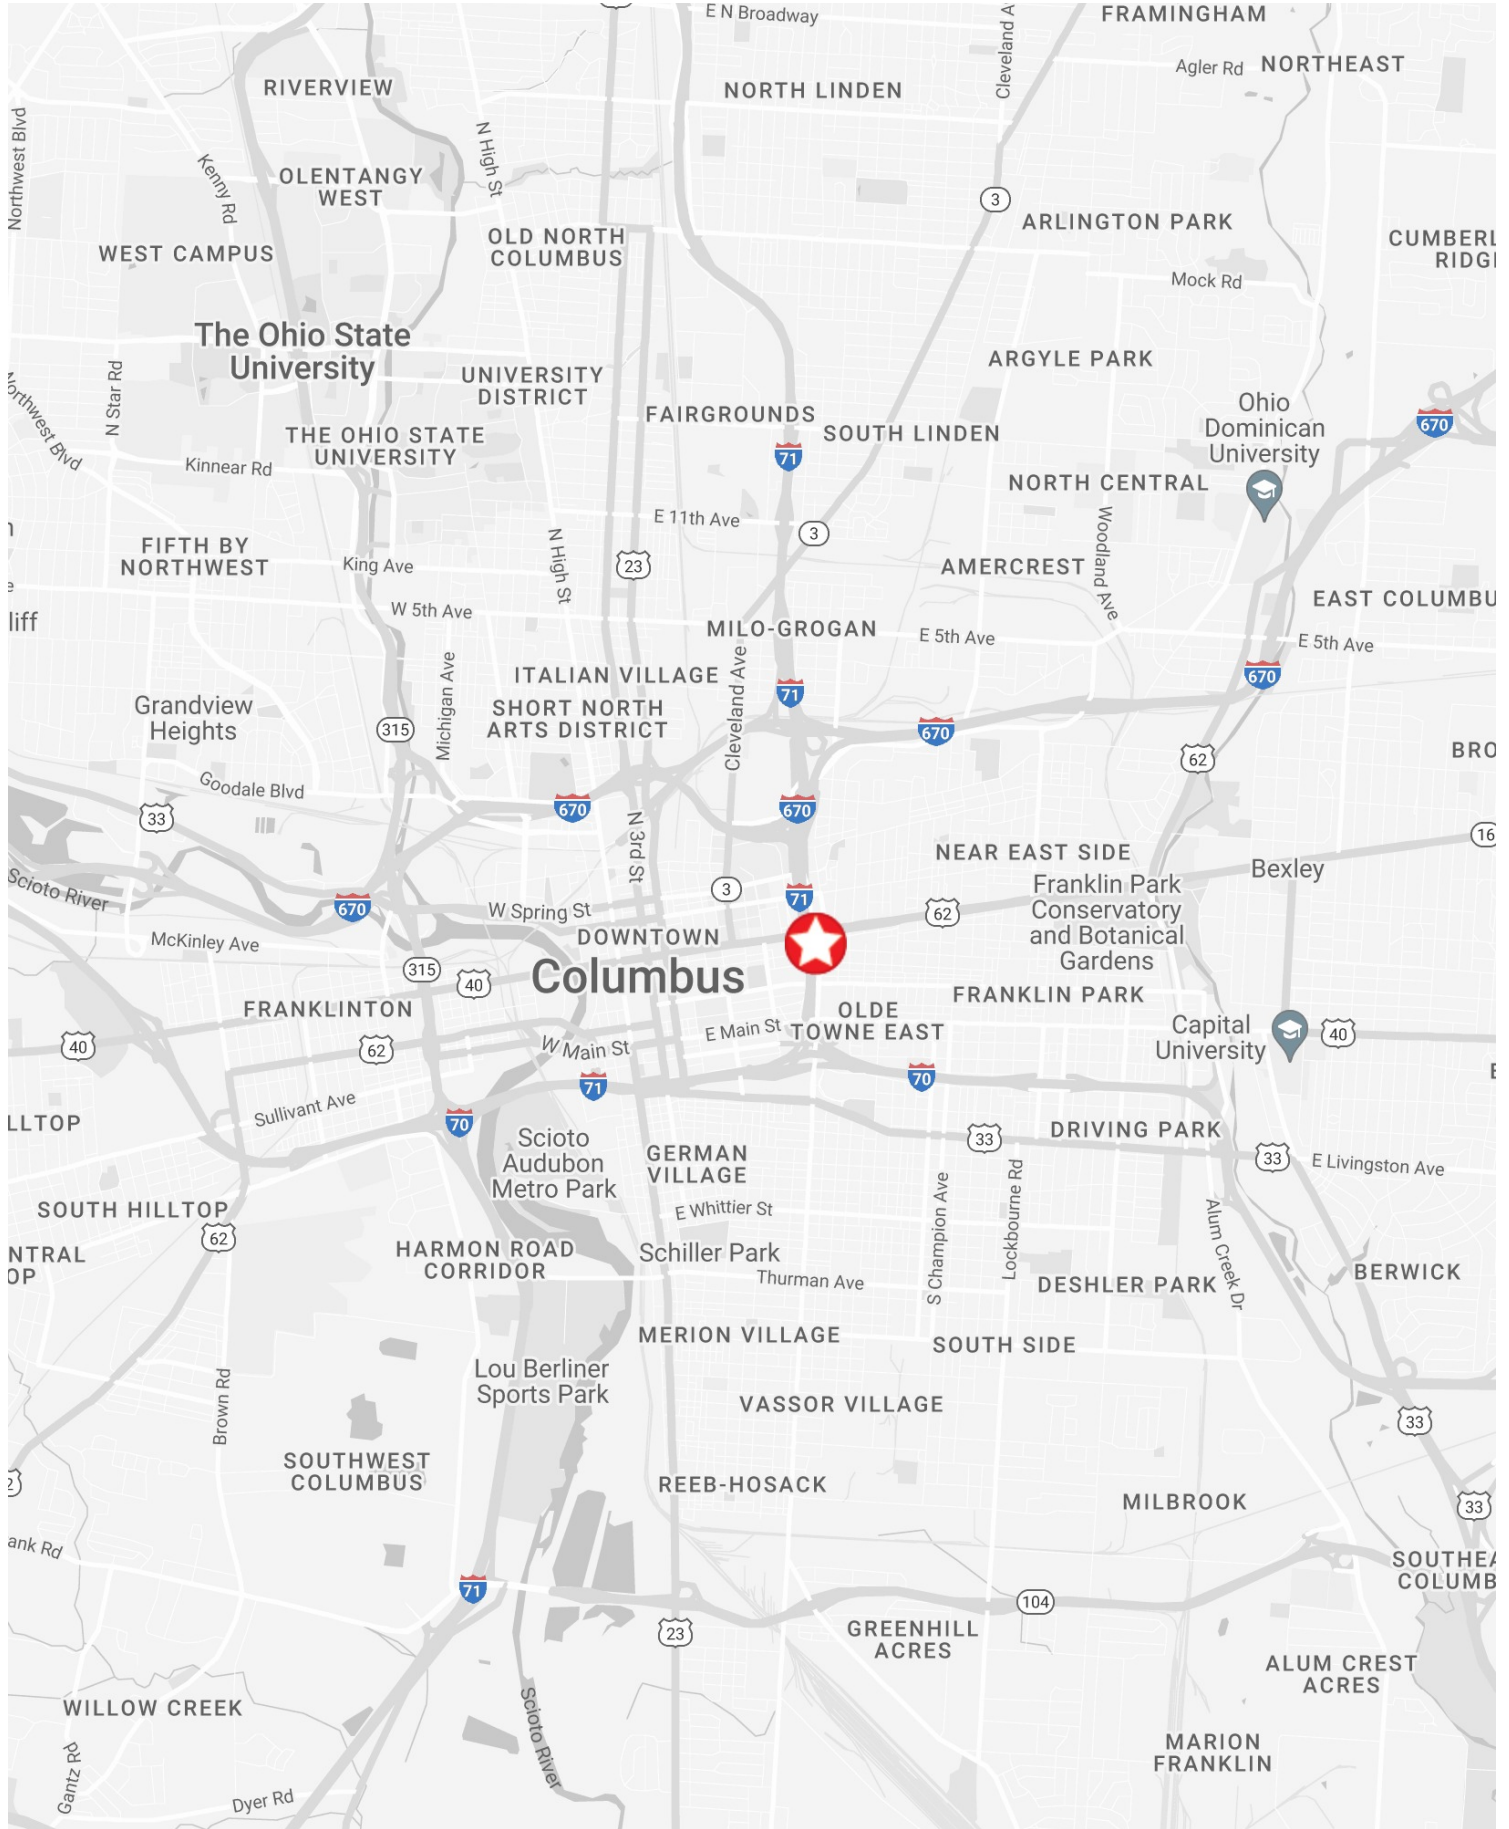 E N Broadway
Cleveland A
FRAMINGHAM
Agler Rd
NORTHEAST
RIVERVIEW
NORTH LINDEN
Northwest Blvd
Kenny Rd
N High St
OLENTANGY
WEST
3
ARLINGTON PARK
WEST CAMPUS
OLD NORTH
COLUMBUS
CUMBERL
RIDG
Mock Rd
The Ohio State
University
N Star Rd
UNIVERSITY
DISTRICT
ARGYLE PARK
Northwest Blvd
FAIRGROUNDS
SOUTH LINDEN
Ohio
Dominican
University
670
THE OHIO STATE
UNIVERSITY
71
Kinnear Rd
NORTH CENTRAL
E 11th Ave
3
Woodland Ave
FIFTH BY
NORTHWEST
King Ave
N High St
23
AMERCREST
EAST COLUMBU
liff
W 5th Ave
MILO-GROGAN
E 5th Ave
E 5th Ave
Michigan Ave
ITALIAN VILLAGE
Cleveland Ave
71
670
Grandview
Heights
SHORT NORTH
ARTS DISTRICT
315
670
62
BRO
Goodale Blvd
33
670
670
N 3rd St
16
NEAR EAST SIDE
Bexley
Scioto River
670
W Spring St
3
71
62
Franklin Park
Conservatory
and Botanical
Gardens
McKinley Ave
DOWNTOWN
Columbus
315
40
FRANKLINTON
FRANKLIN PARK
OLDE
TOWNE EAST
E Main St
Capital
University
40
40
62
W Main St
71
70
Sullivant Ave
70
LLTOP
Scioto
Audubon
Metro Park
GERMAN
VILLAGE
33
DRIVING PARK
33
E Livingston Ave
SOUTH HILLTOP
62
E Whittier St
S Champion Ave
Lockbourne Rd
Alum Creek Dr
NTRAL
OP
HARMON ROAD
CORRIDOR
Schiller Park
Thurman Ave
DESHLER PARK
BERWICK
MERION VILLAGE
SOUTH SIDE
Lou Berliner
Sports Park
Brown Rd
VASSOR VILLAGE
33
SOUTHWEST
COLUMBUS
REEB-HOSACK
MILBROOK
33
ank Rd
SOUTHEA
COLUMB
71
104
23
GREENHILL
ACRES
ALUM CREST
ACRES
WILLOW CREEK
Scioto River
MARION
FRANKLIN
Gantz Rd
Dyer Rd